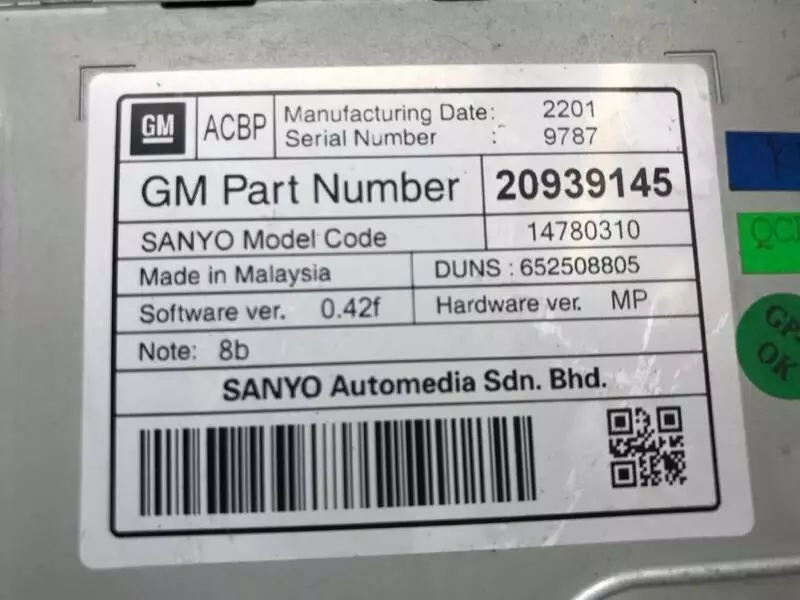 GM ACBP Manufacturing Date: 2201
Serial Number : 9787
GM Part Number 20939145
SANYO Model Code 14780310
Made in Malaysia DUNS : 652508805
Software ver. 0.42f Hardware ver. MP
Note: 8b
SANYO Automedia Sdn. Bhd.
OK